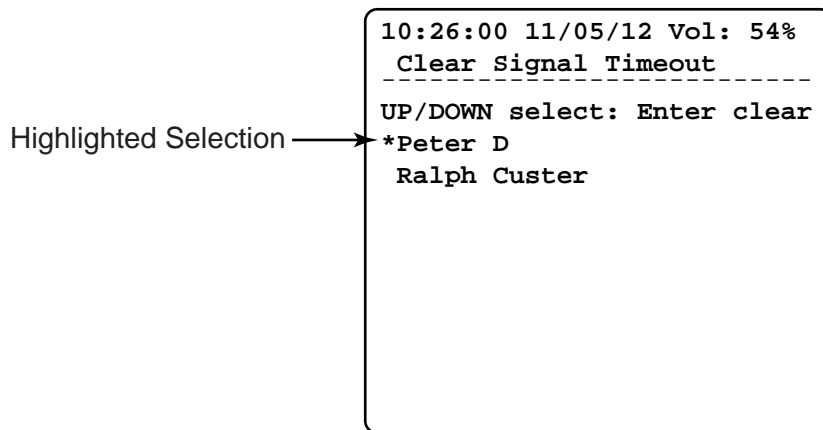 10:26:00 11/05/12 Vol: 54%
Clear Signal Timeout
---------------------------
UP/DOWN select: Enter clear
Highlighted Selection
*Peter D
Ralph Custer